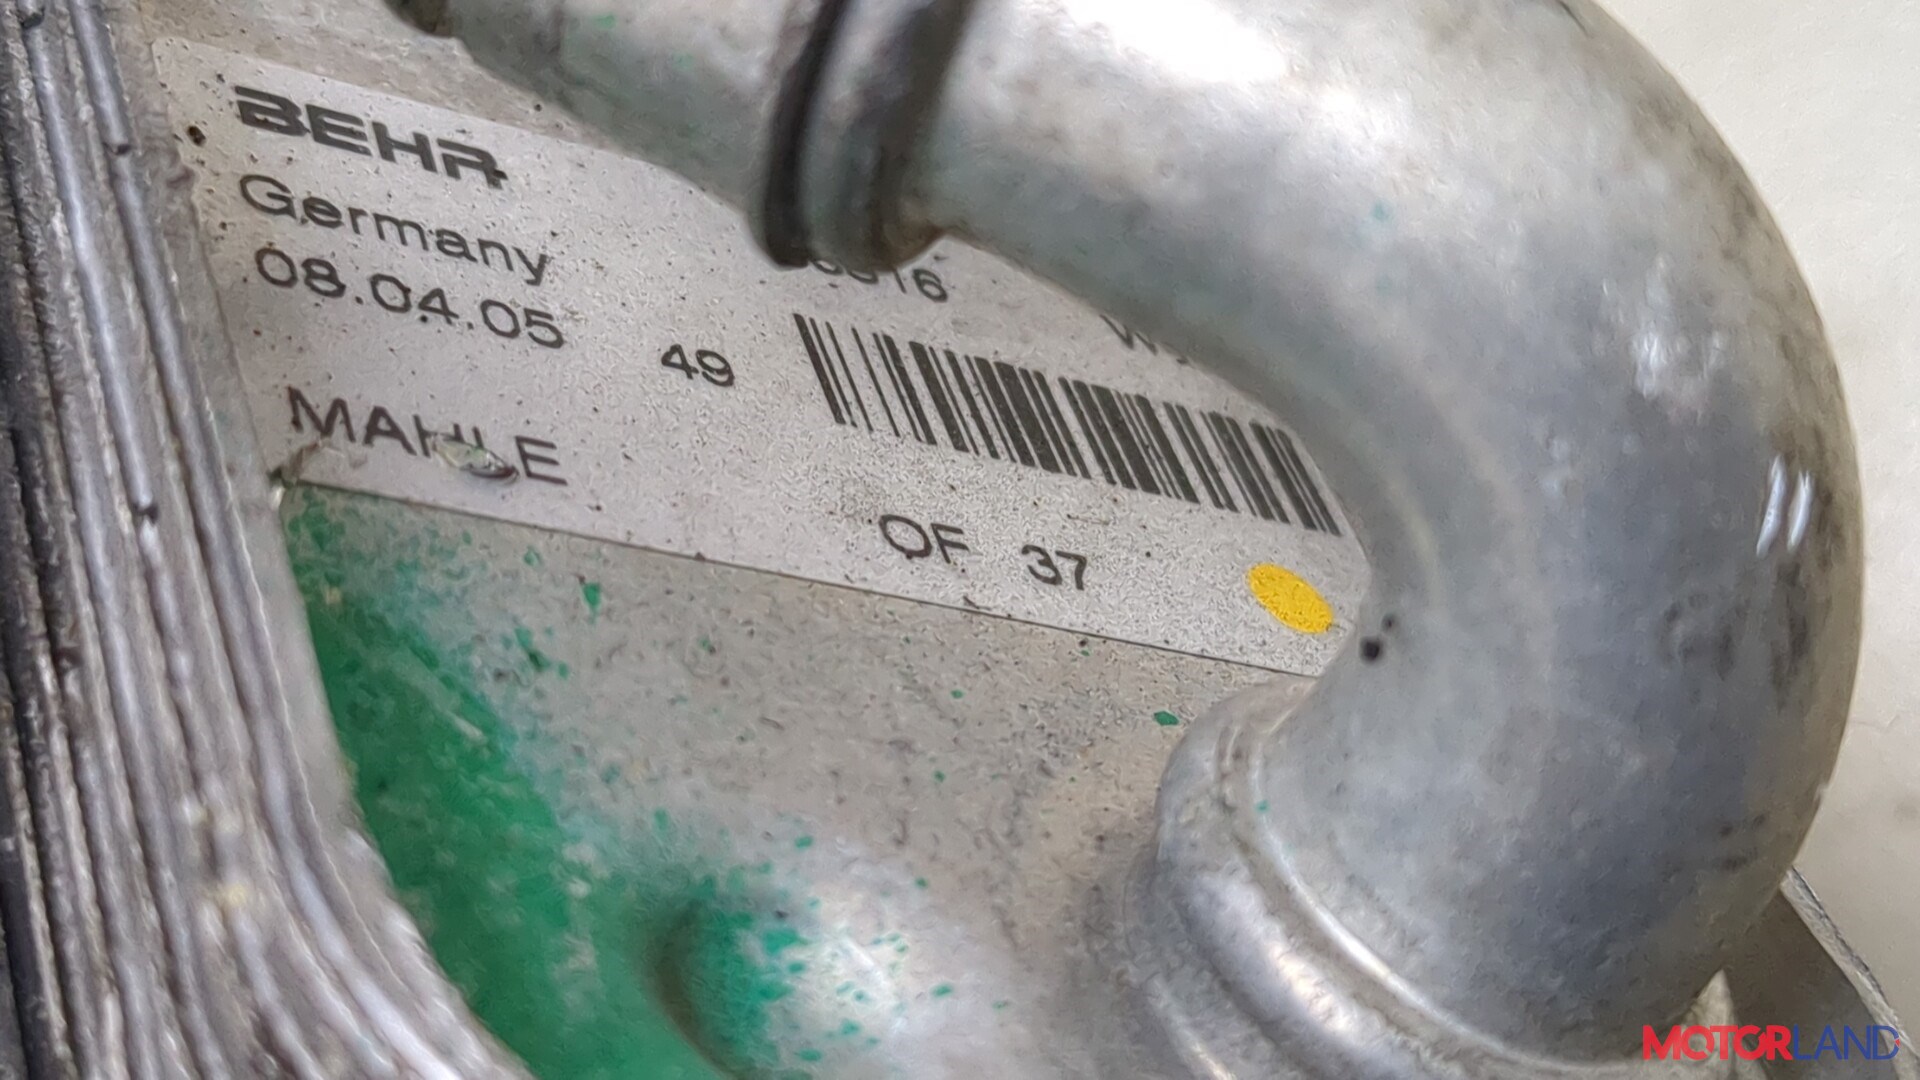 BEHR
Germany
08.04.05
49
MAHLE
OF 37
MOTORLAND